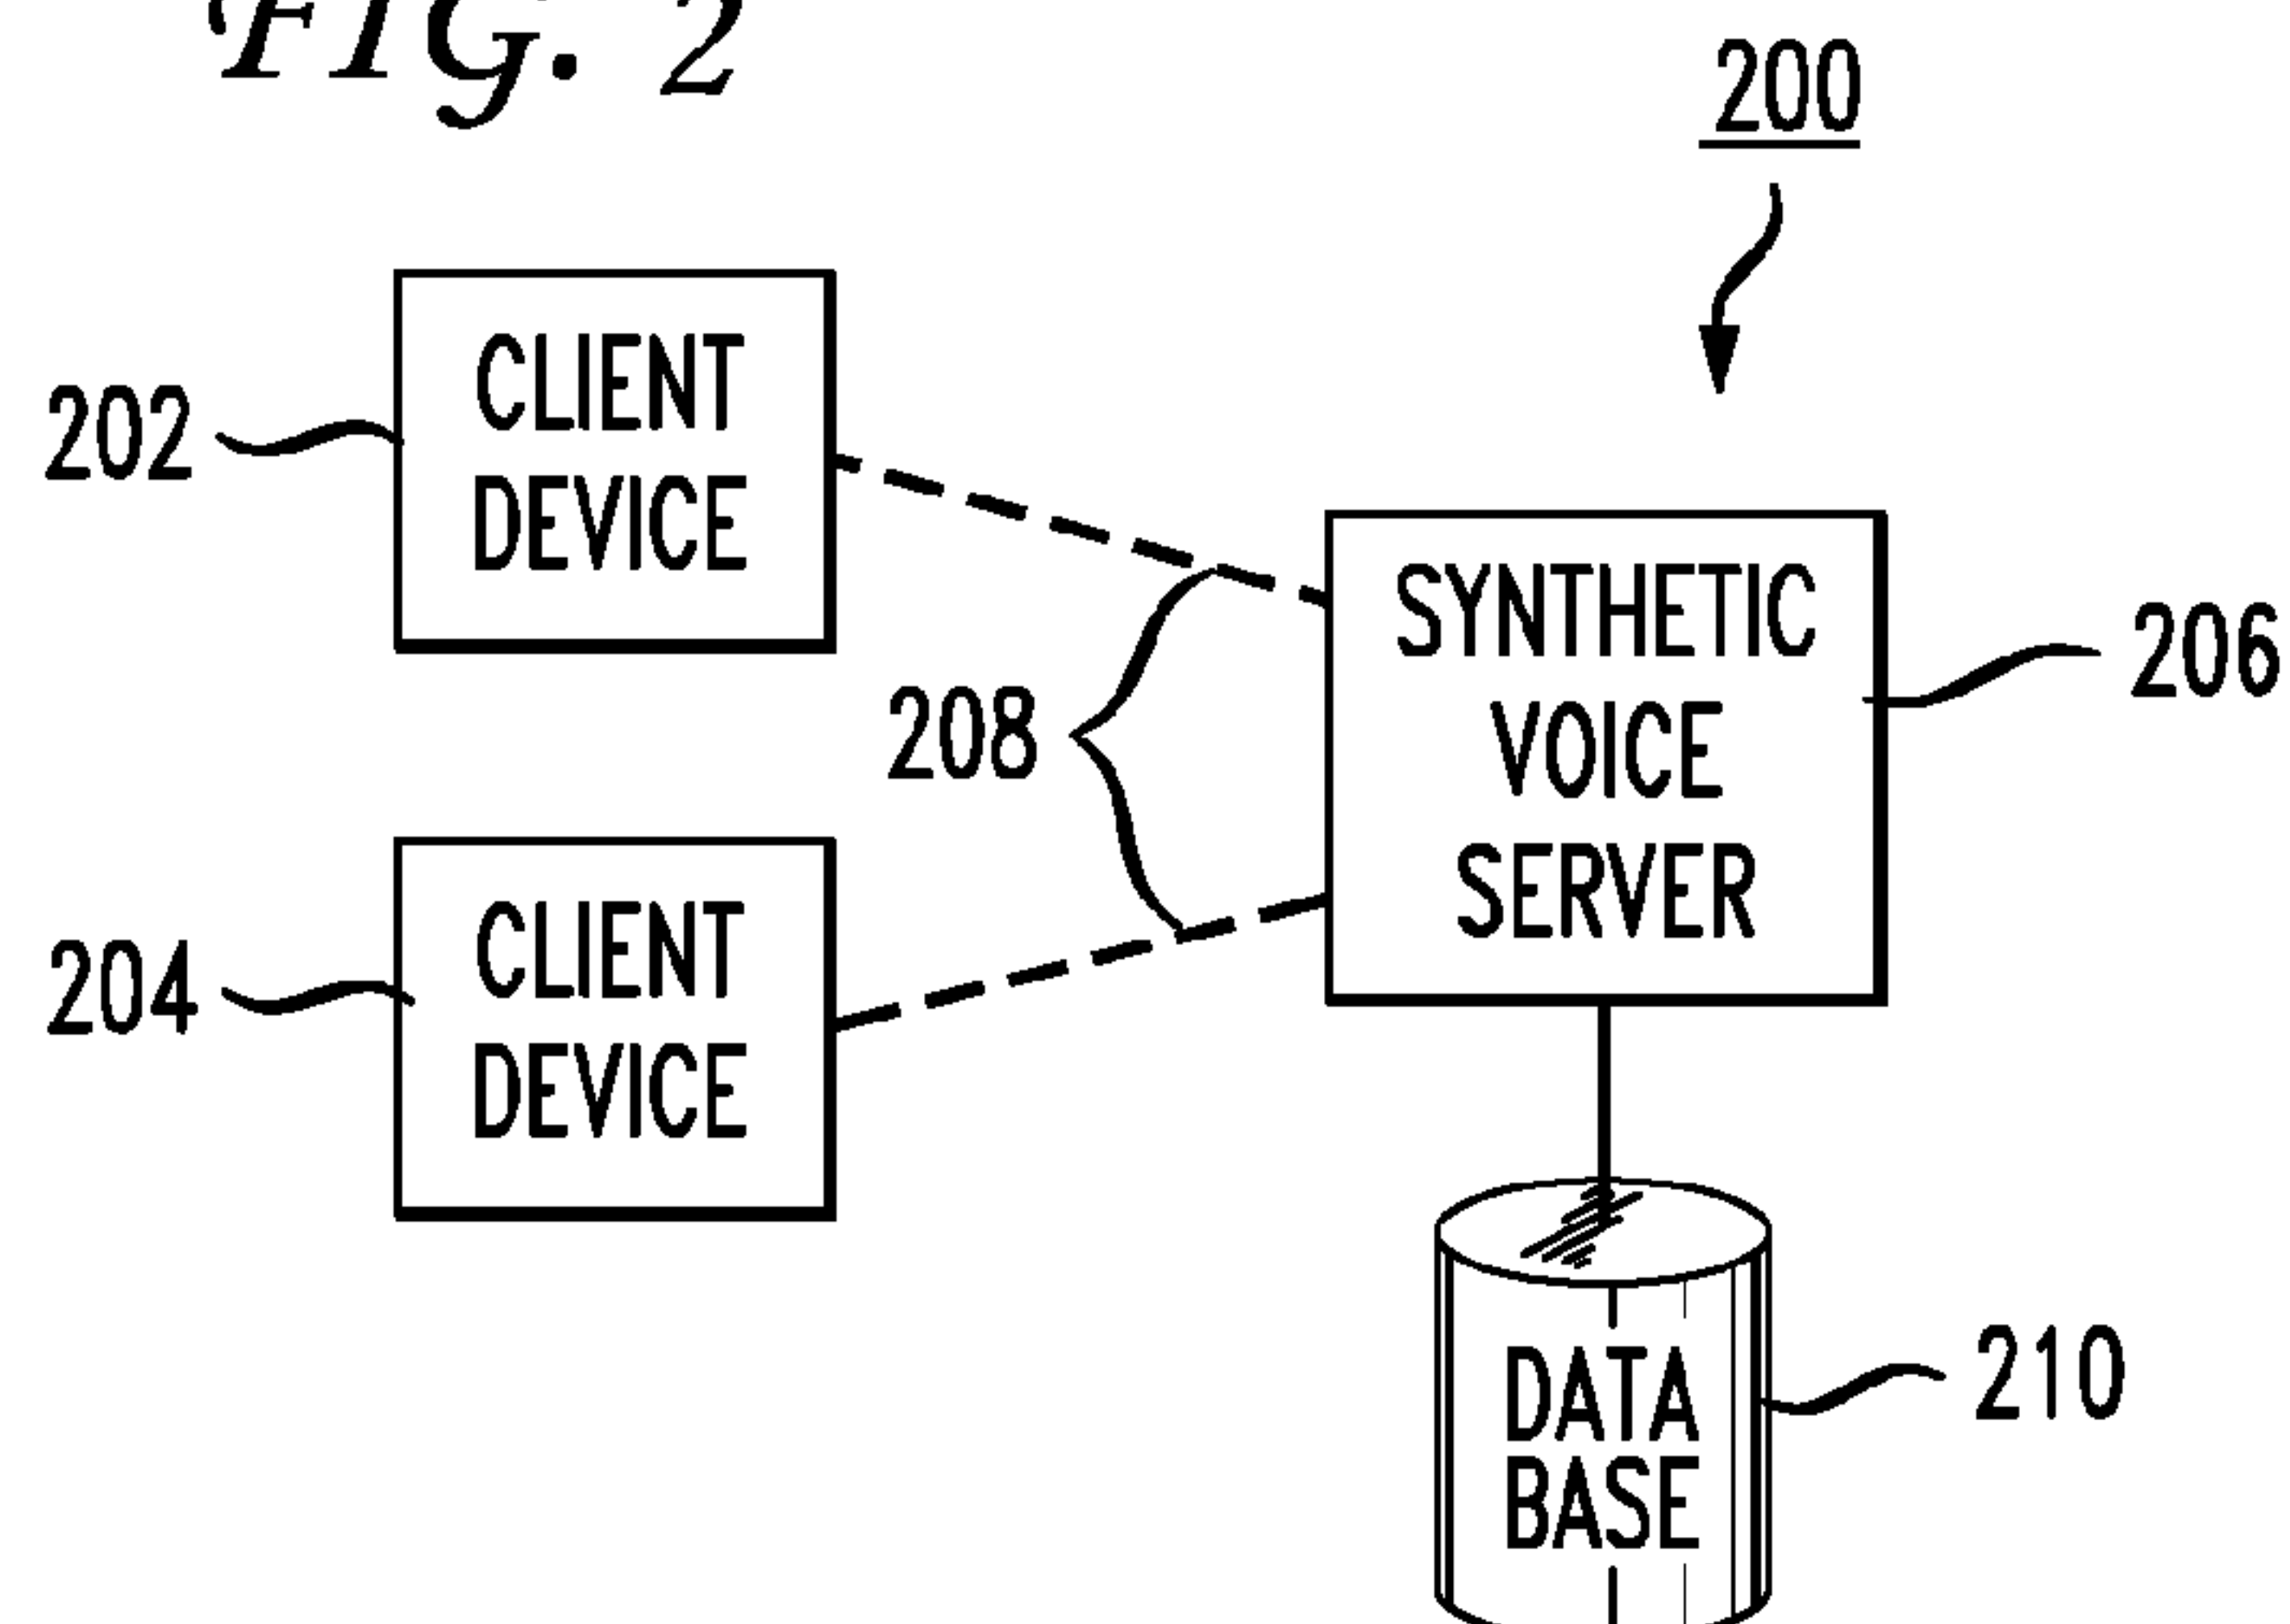 FIG. 2
200
CLIENT
DEVICE
202
SYNTHETIC
VOICE
SERVER
206
208
CLIENT
DEVICE
204
DATA
BASE
210